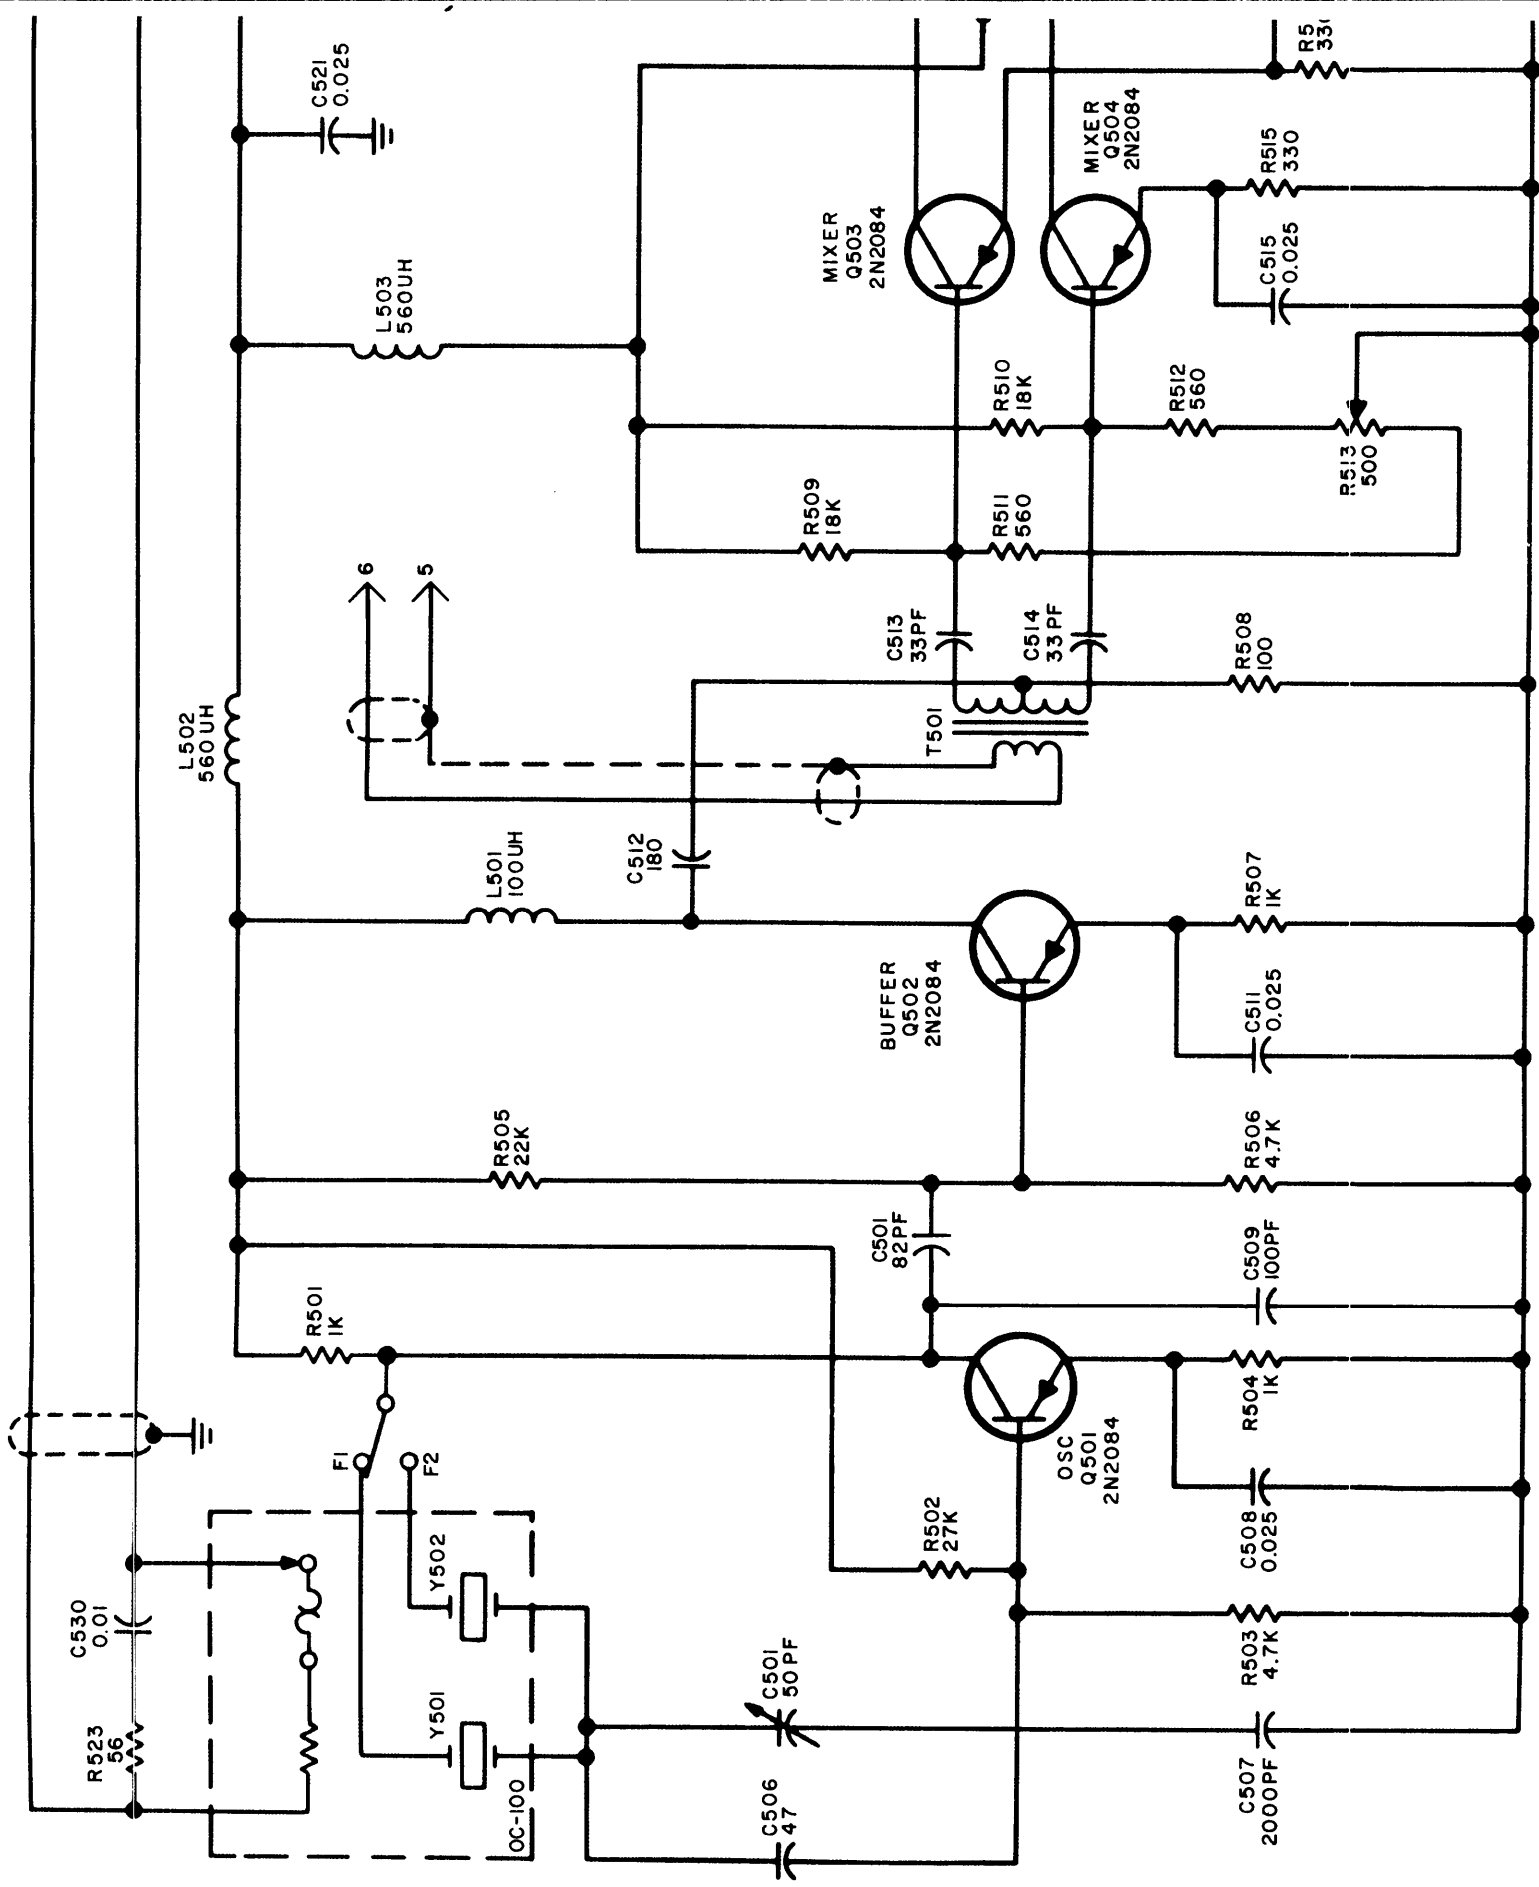 R523
56
C530
0.01
OC-100
Y501
Y502
F1
F2
R501
1K
C506
47
C501
50PF
C507
2000PF
R503
4.7K
R502
27K
C508
0.025
OSC
Q501
2N2084
R504
1K
C509
100PF
C501
82PF
R505
22K
R506
4.7K
C511
0.025
BUFFER
Q502
2N2084
R507
1K
L501
100UH
C512
180
L502
560UH
6
5
T501
R508
100
C513
33PF
C514
33PF
R509
18K
R511
560
R510
18K
R512
560
R513
500
L503
560UH
C515
0.025
R515
330
MIXER
Q503
2N2084
MIXER
Q504
2N2084
C521
0.025